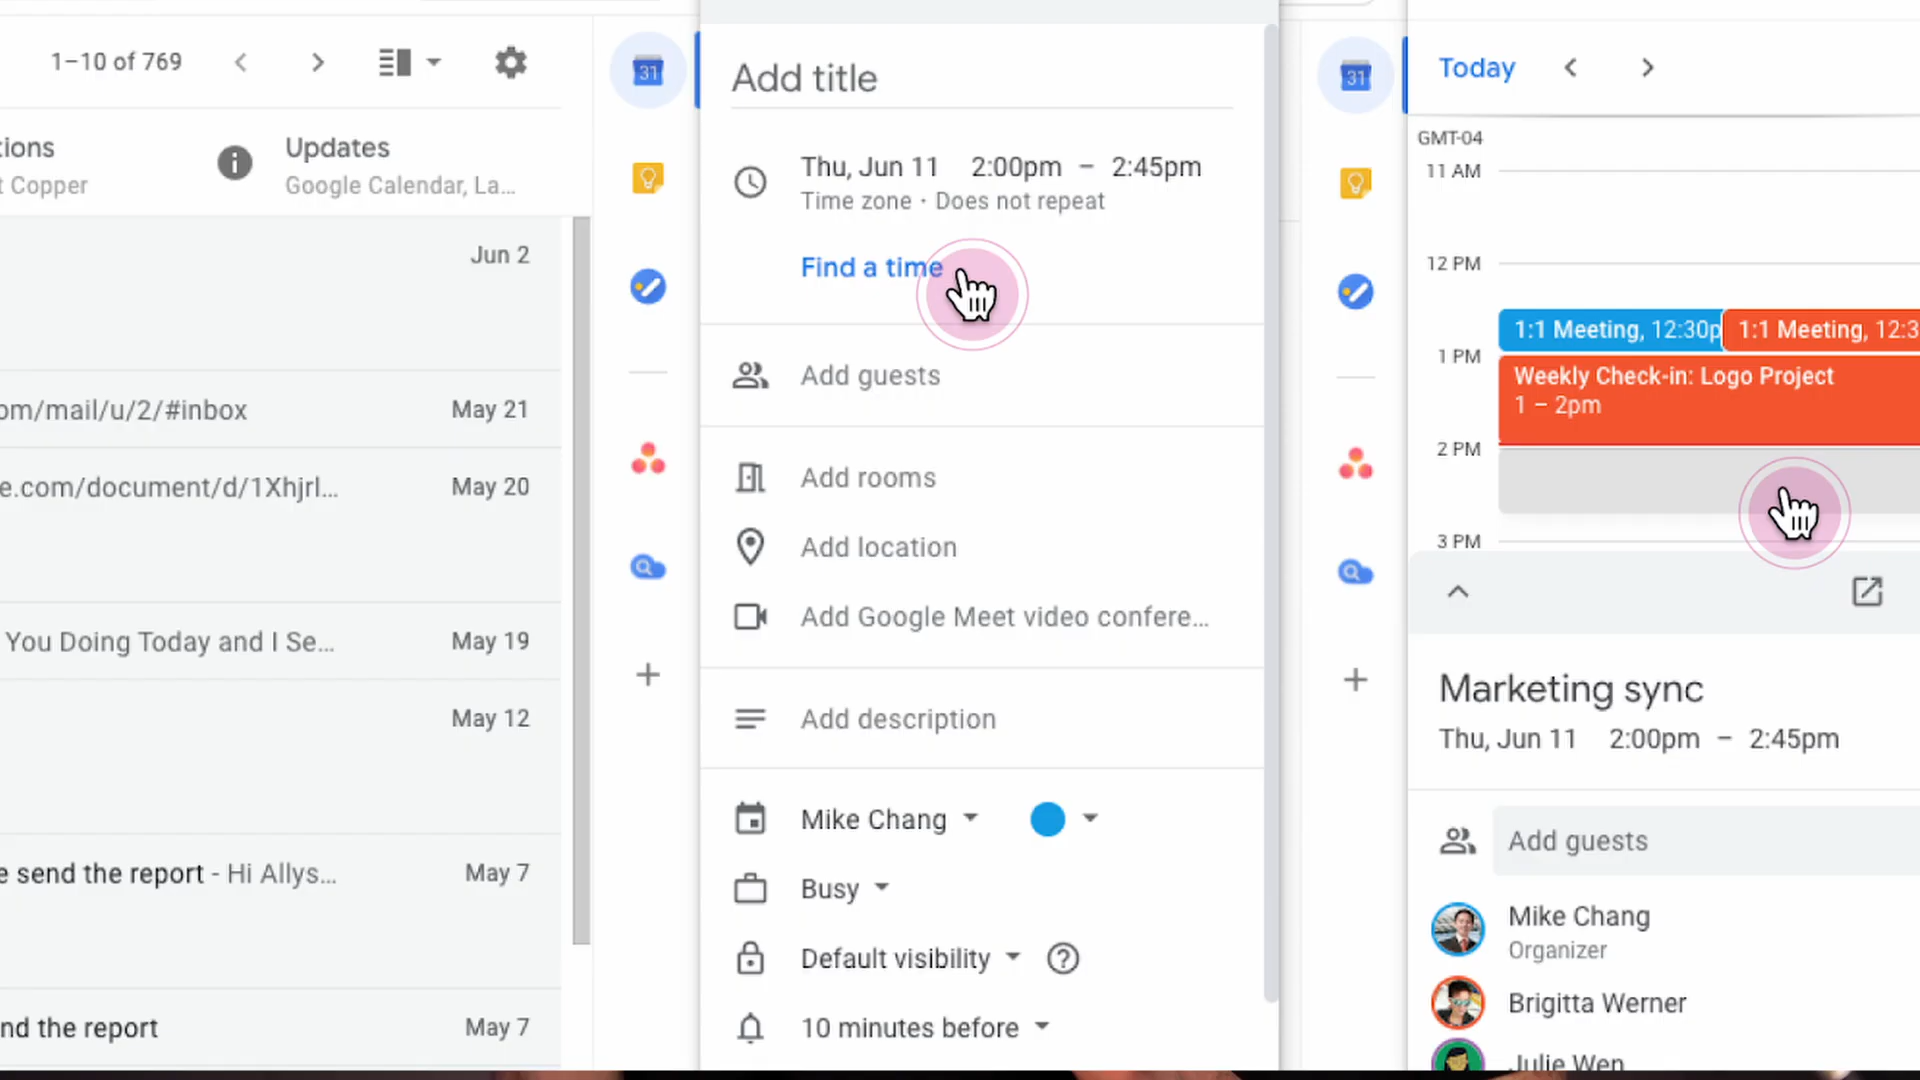 1–10 of 769
ions
t Copper
Updates
Google Calendar, La...
Jun 2
om/mail/u/2/#inbox
May 21
e.com/document/d/1Xhjrl...
May 20
You Doing Today and I Se...
May 19
May 12
e send the report - Hi Allys...
May 7
nd the report
May 7
31
Add title
Thu, Jun 11 2:00pm – 2:45pm
Time zone · Does not repeat
Find a time
Add guests
Add rooms
Add location
Add Google Meet video confere...
Add description
Mike Chang
Busy
Default visibility
10 minutes before
31
Today
GMT-04
11 AM
12 PM
1:1 Meeting, 12:30p
1:1 Meeting, 12:3
1 PM
Weekly Check-in: Logo Project
1 – 2pm
2 PM
3 PM
Marketing sync
Thu, Jun 11 2:00pm – 2:45pm
Add guests
Mike Chang
Organizer
Brigitta Werner
Julie Wen